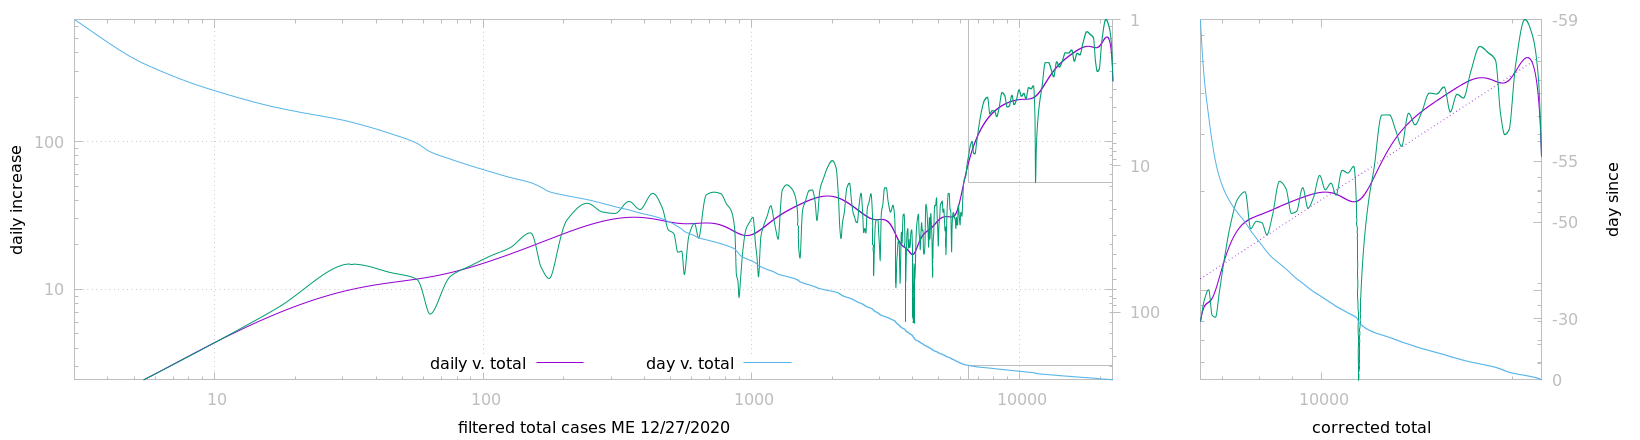 daily increase
100
10
1
10
100
daily v. total
day v. total
10
100
1000
10000
filtered total cases ME 12/27/2020
-59
-55
-50
-30
0
day since
10000
corrected total